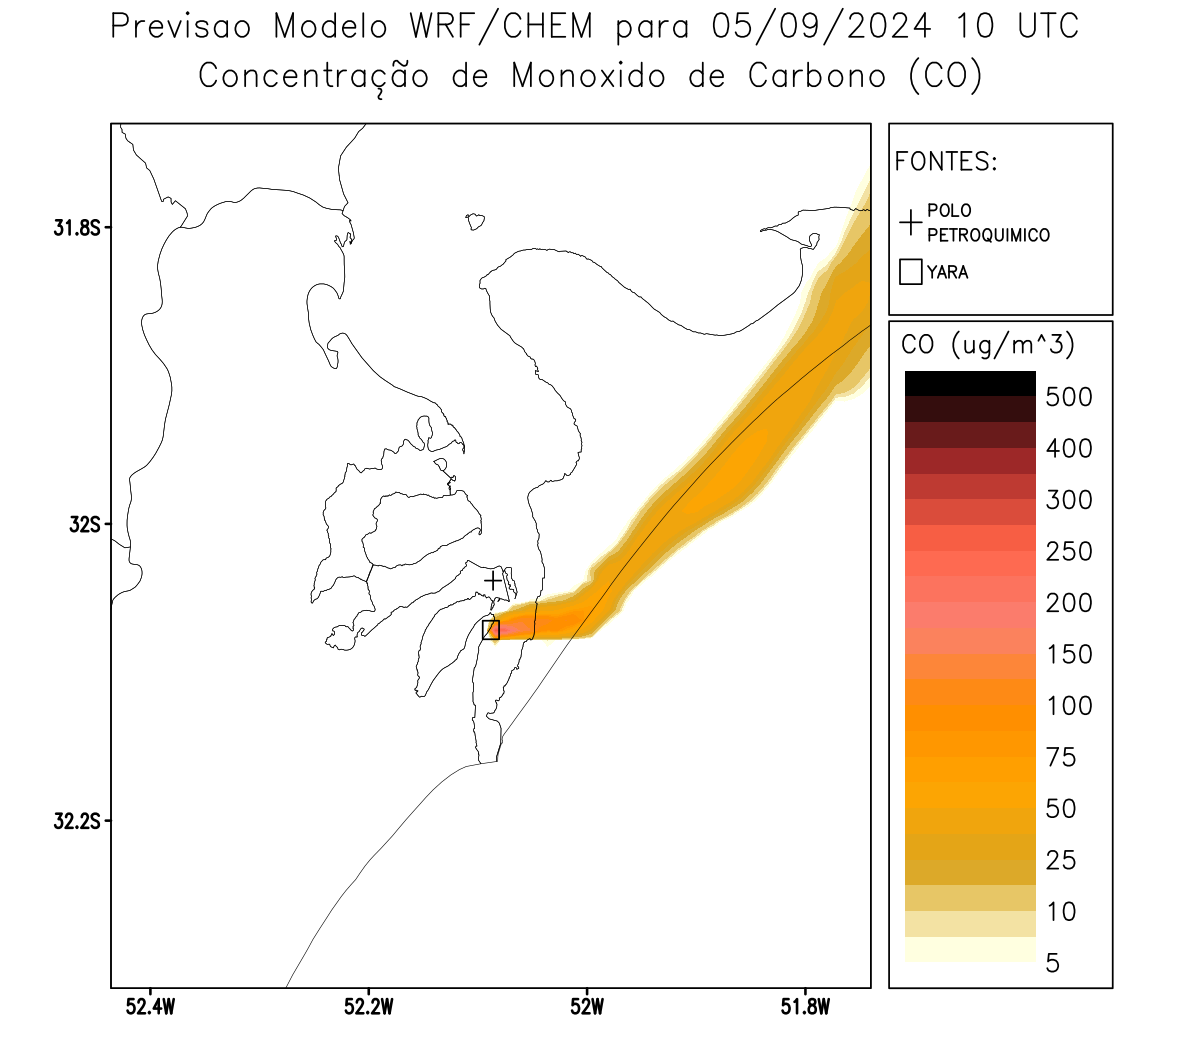 Previsao Modelo WRF/CHEM para 05/09/2024 10 UTC
Concentração de Monoxido de Carbono (CO)
FONTES:
POLO
PETROQUIMICO
YARA
CO (ug/m^3)
500
400
300
250
200
150
100
75
50
25
10
5
31.8S
32S
32.2S
52.4W
52.2W
52W
51.8W